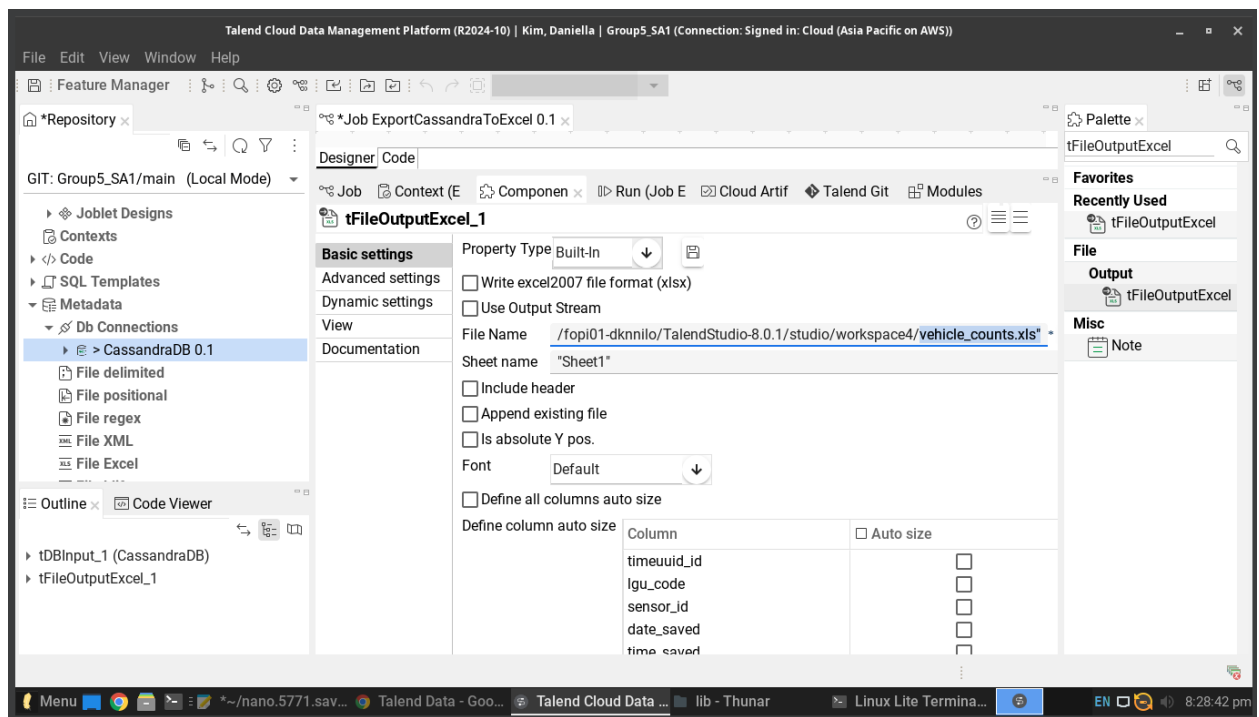 Talend Cloud Data Management Platform (R2024-10) | Kim, Daniella | Group5_SA1 (Connection: Signed in: Cloud (Asia Pacific on AWS))
File Edit View Window Help
Feature Manager
*Repository
GIT: Group5_SA1/main (Local Mode)
Joblet Designs
Contexts
</> Code
SQL Templates
Metadata
Db Connections
> CassandraDB 0.1
File delimited
File positional
File regex
XML File XML
XLS File Excel
Outline
Code Viewer
tDBInput_1 (CassandraDB)
tFileOutputExcel_1
*Job ExportCassandraToExcel 0.1
Designer Code
Job Context (E Componen Run (Job E Cloud Artif Talend Git Modules
tFileOutputExcel_1
Basic settings
Advanced settings
Dynamic settings
View
Documentation
Property Type Built-In
Write excel2007 file format (xlsx)
Use Output Stream
File Name /fopi01-dknnilo/TalendStudio-8.0.1/studio/workspace4/vehicle_counts.xls" *
Sheet name "Sheet1"
Include header
Append existing file
Is absolute Y pos.
Font Default
Define all columns auto size
Define column auto size
Column Auto size
timeuuid_id
lgu_code
sensor_id
date_saved
time_saved
Palette
tFileOutputExcel
Favorites
Recently Used
tFileOutputExcel
File
Output
tFileOutputExcel
Misc
Note
Menu *~/nano.5771.sav... Talend Data - Goo... Talend Cloud Data ... lib - Thunar Linux Lite Termina... EN 8:28:42 pm